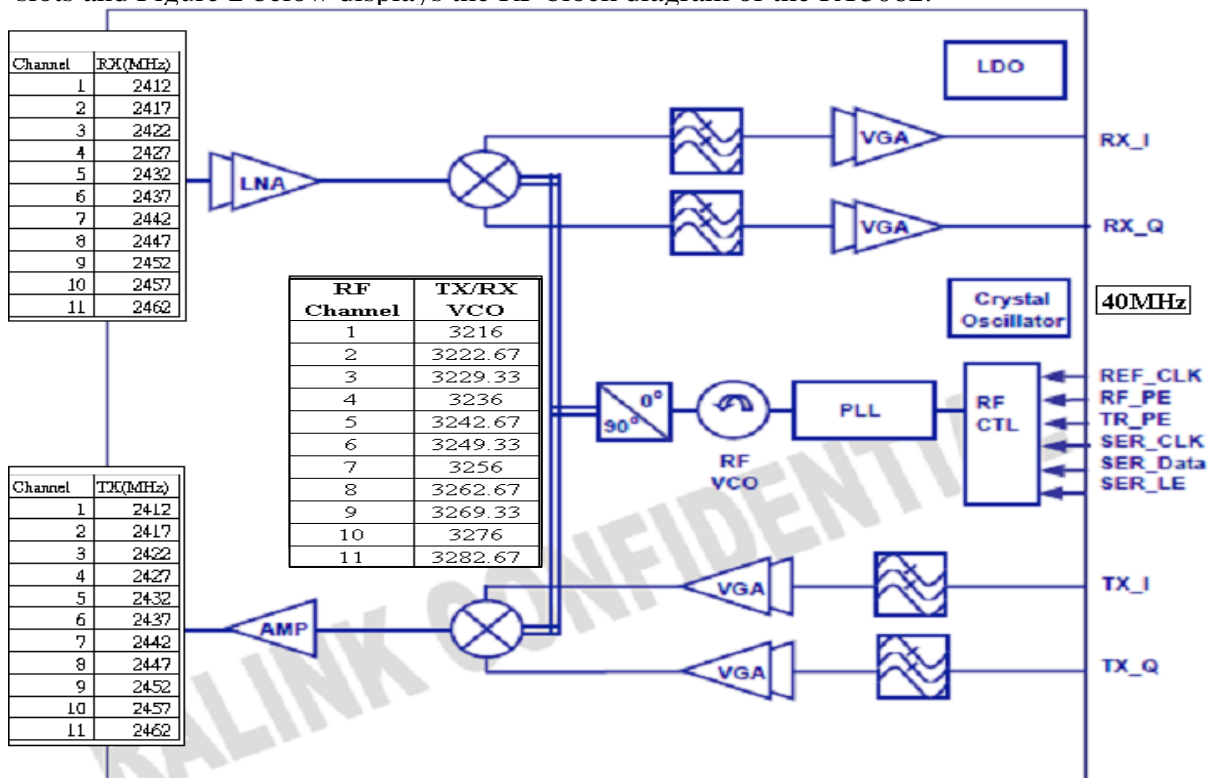 slots and Figure 2 below displays the RF block diagram of the
Channel RX(MHz)
1 2412
2 2417
3 2422
4 2427
5 2432
6 2437
7 2442
8 2447
9 2452
10 2457
11 2462
LNA
VGA
VGA
LDO
RX_I
RX_Q
RF Channel TX/RX VCO
1 3216
2 3222.67
3 3229.33
4 3236
5 3242.67
6 3249.33
7 3256
8 3262.67
9 3269.33
10 3276
11 3282.67
0°
90°
RF
VCO
PLL
RF
CTL
Crystal
Oscillator
40MHz
REF_CLK
RF_PE
TR_PE
SER_CLK
SER_Data
SER_LE
Channel TX(MHz)
1 2412
2 2417
3 2422
4 2427
5 2432
6 2437
7 2442
8 2447
9 2452
10 2457
11 2462
AMP
VGA
VGA
TX_I
TX_Q
ALINK CONFIDENTI